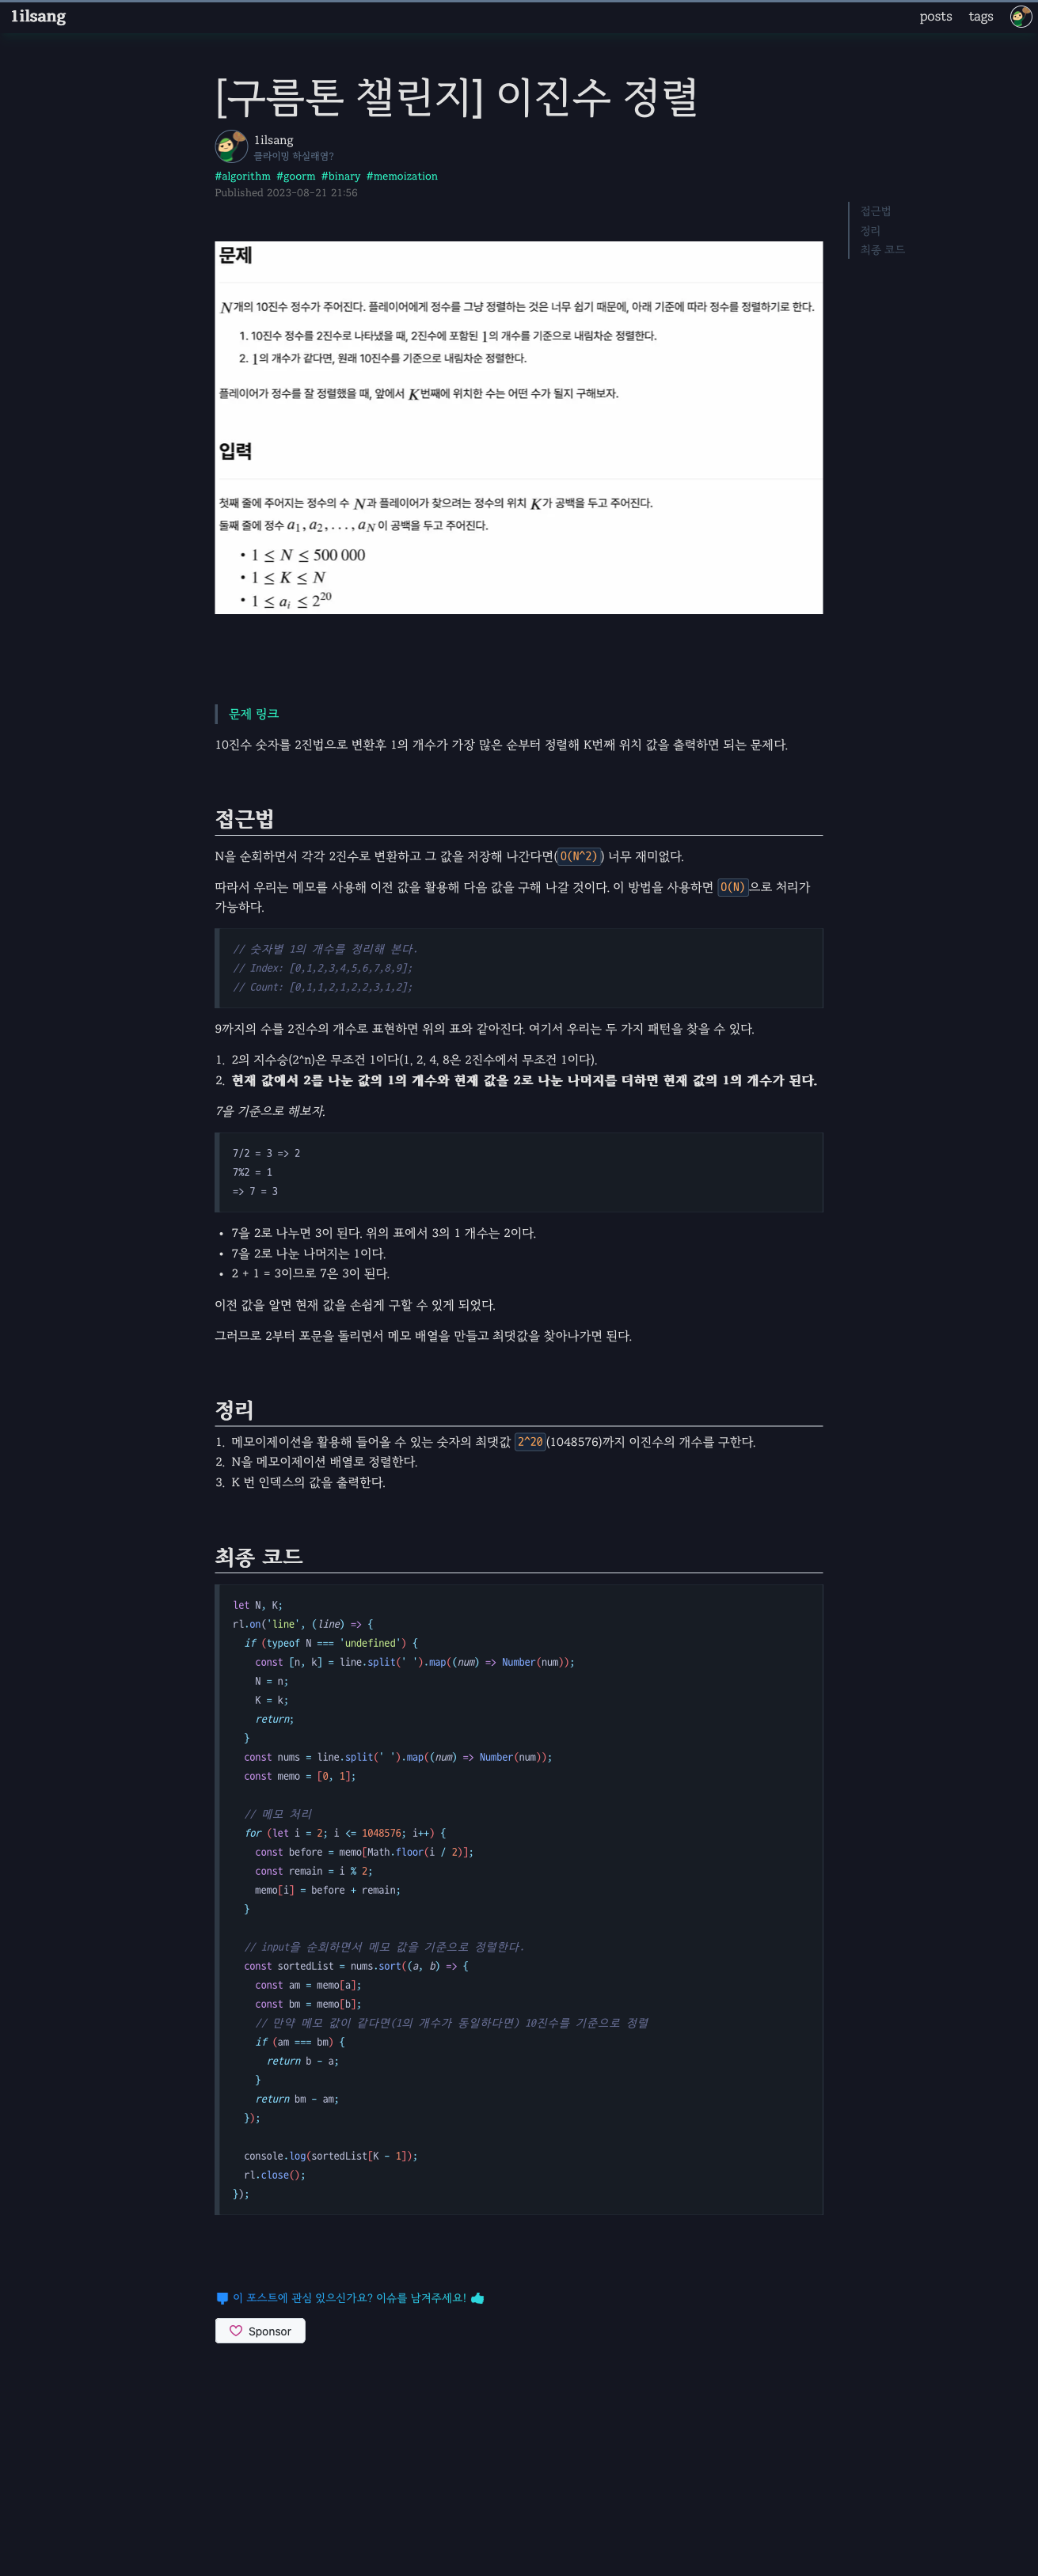 1ilsang
posts tags
[구름톤 챌린지] 이진수 정렬
1ilsang
클라이밍 하실래염?
#algorithm #goorm #binary #memoization
Published 2023-08-21 21:56
접근법
정리
최종 코드
문제
N개의 10진수 정수가 주어진다. 플레이어에게 정수를 그냥 정렬하는 것은 너무 쉽기 때문에, 아래 기준에 따라 정수를 정렬하기로 한다.
1. 10진수 정수를 2진수로 나타냈을 때, 2진수에 포함된 1의 개수를 기준으로 내림차순 정렬한다.
2. 1의 개수가 같다면, 원래 10진수를 기준으로 내림차순 정렬한다.
플레이어가 정수를 잘 정렬했을 때, 앞에서 K번째에 위치한 수는 어떤 수가 될지 구해보자.
입력
첫째 줄에 주어지는 정수의 수 N과 플레이어가 찾으려는 정수의 위치 K가 공백을 두고 주어진다.
둘째 줄에 정수 a₁, a₂, . . . , a_N 이 공백을 두고 주어진다.
• 1 ≤ N ≤ 500 000
• 1 ≤ K ≤ N
• 1 ≤ aᵢ ≤ 2²⁰
문제 링크
10진수 숫자를 2진법으로 변환후 1의 개수가 가장 많은 순부터 정렬해 K번째 위치 값을 출력하면 되는 문제다.
접근법
N을 순회하면서 각각 2진수로 변환하고 그 값을 저장해 나간다면(O(N^2)) 너무 재미없다.
따라서 우리는 메모를 사용해 이전 값을 활용해 다음 값을 구해 나갈 것이다. 이 방법을 사용하면 O(N)으로 처리가
가능하다.
// 숫자별 1의 개수를 정리해 본다.
// Index: [0,1,2,3,4,5,6,7,8,9];
// Count: [0,1,1,2,1,2,2,3,1,2];
9까지의 수를 2진수의 개수로 표현하면 위의 표와 같아진다. 여기서 우리는 두 가지 패턴을 찾을 수 있다.
1. 2의 지수승(2^n)은 무조건 1이다(1, 2, 4, 8은 2진수에서 무조건 1이다).
2. 현재 값에서 2를 나눈 값의 1의 개수와 현재 값을 2로 나눈 나머지를 더하면 현재 값의 1의 개수가 된다.
7을 기준으로 해보자.
7/2 = 3 => 2
7%2 = 1
=> 7 = 3
• 7을 2로 나누면 3이 된다. 위의 표에서 3의 1 개수는 2이다.
• 7을 2로 나눈 나머지는 1이다.
• 2 + 1 = 3이므로 7은 3이 된다.
이전 값을 알면 현재 값을 손쉽게 구할 수 있게 되었다.
그러므로 2부터 포문을 돌리면서 메모 배열을 만들고 최댓값을 찾아나가면 된다.
정리
1. 메모이제이션을 활용해 들어올 수 있는 숫자의 최댓값 2^20(1048576)까지 이진수의 개수를 구한다.
2. N을 메모이제이션 배열로 정렬한다.
3. K 번 인덱스의 값을 출력한다.
최종 코드
let N, K;
rl.on('line', (line) => {
  if (typeof N === 'undefined') {
    const [n, k] = line.split(' ').map((num) => Number(num));
    N = n;
    K = k;
    return;
  }
  const nums = line.split(' ').map((num) => Number(num));
  const memo = [0, 1];
  // 메모 처리
  for (let i = 2; i <= 1048576; i++) {
    const before = memo[Math.floor(i / 2)];
    const remain = i % 2;
    memo[i] = before + remain;
  }
  // input을 순회하면서 메모 값을 기준으로 정렬한다.
  const sortedList = nums.sort((a, b) => {
    const am = memo[a];
    const bm = memo[b];
    // 만약 메모 값이 같다면(1의 개수가 동일하다면) 10진수를 기준으로 정렬
    if (am === bm) {
      return b - a;
    }
    return bm - am;
  });
  console.log(sortedList[K - 1]);
  rl.close();
});
이 포스트에 관심 있으신가요? 이슈를 남겨주세요!
Sponsor